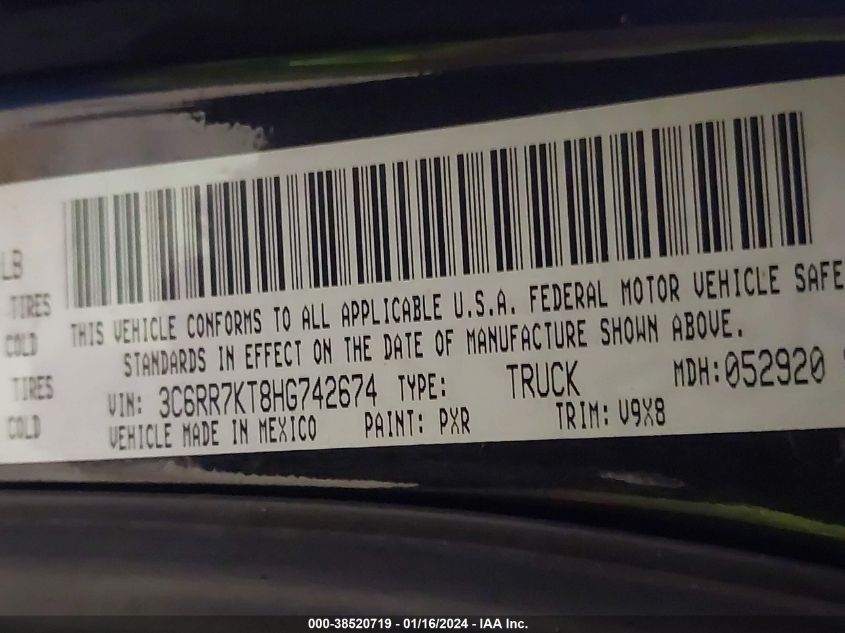 LB
TIRES
COLD
TIRES
COLD
THIS VEHICLE CONFORMS TO ALL APPLICABLE U.S.A. FEDERAL MOTOR VEHICLE SAFE
STANDARDS IN EFFECT ON THE DATE OF MANUFACTURE SHOWN ABOVE.
VIN: 3C6RR7KT8HG742674 TYPE: TRUCK MDH:052920
VEHICLE MADE IN MEXICO PAINT: PXR TRIM: V9X8
000-38520719 - 01/16/2024 - IAA Inc.